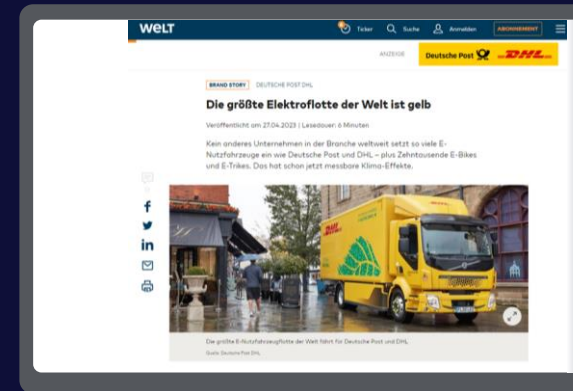 WELT
Ticker Suche Anmelden ABONNEMENT
ANZEIGE Deutsche Post DHL
BRAND STORY DEUTSCHE POST DHL
Die größte Elektroflotte der Welt ist gelb
Veröffentlicht am 27.04.2023 | Lesedauer: 6 Minuten
Kein anderes Unternehmen in der Branche weltweit setzt so viele E-
Nutzfahrzeuge ein wie Deutsche Post und DHL – plus Zehntausende E-Bikes
und E-Trikes. Das hat schon jetzt messbare Klima-Effekte.
DHL
Die größte E-Nutzfahrzeugflotte der Welt fährt für Deutsche Post und DHL
Quelle: Deutsche Post DHL